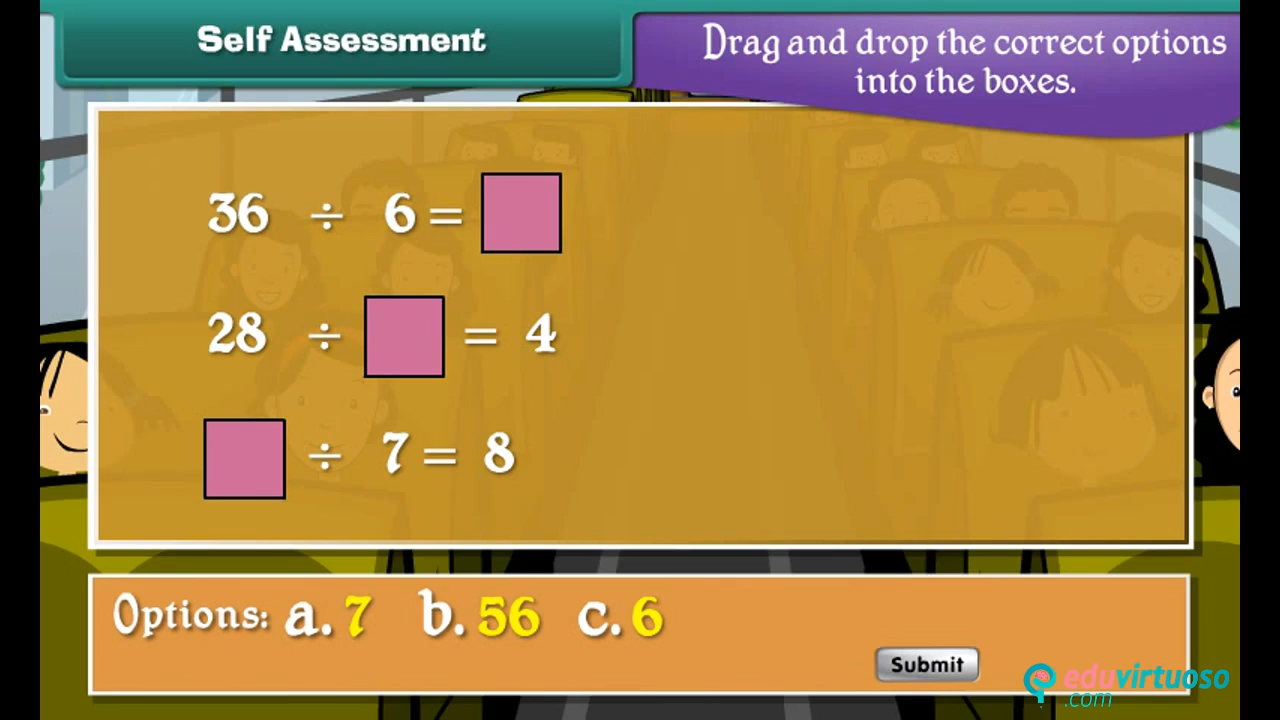 Self Assessment
Drag and drop the correct options
into the boxes.
36 ÷ 6 =
28 ÷ = 4
÷ 7 = 8
Options: a. 7 b. 56 c. 6
Submit
eduvirtuoso
.com